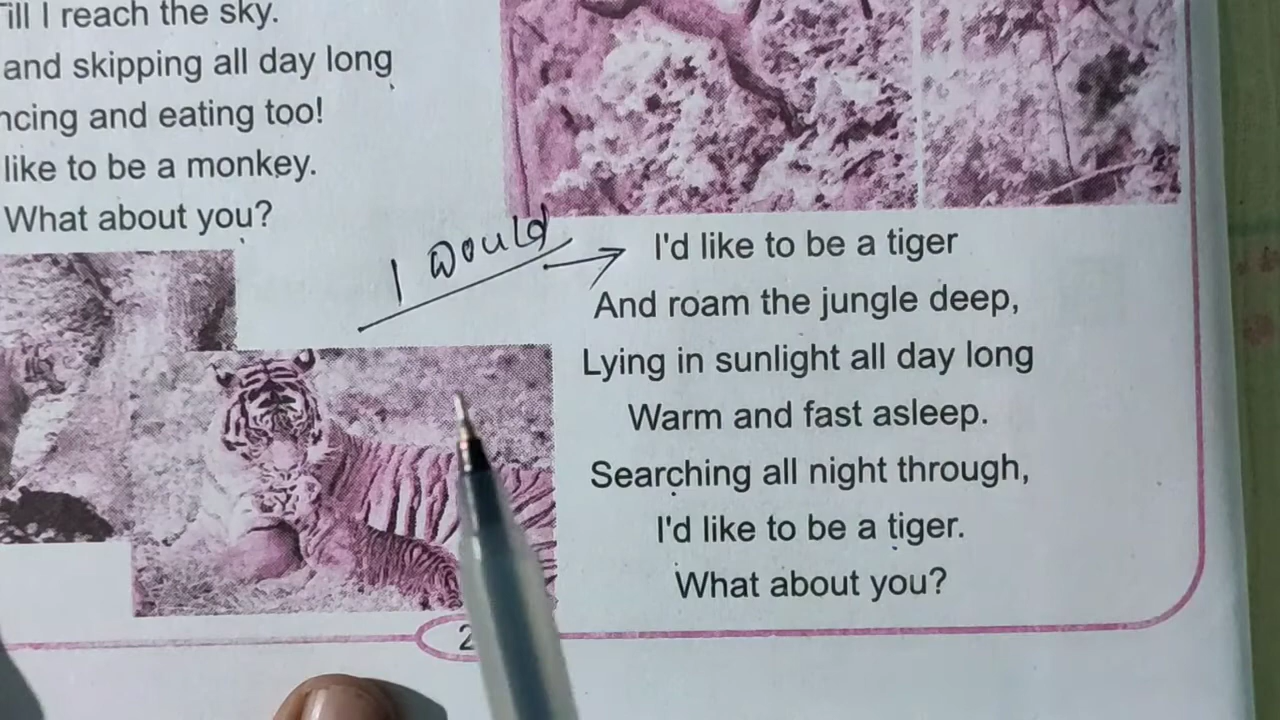 ill I reach the sky.
and skipping all day long
ncing and eating too!
like to be a monkey.
What about you?
I would
I'd like to be a tiger
And roam the jungle deep,
Lying in sunlight all day long
Warm and fast asleep.
Searching all night through,
I'd like to be a tiger.
What about you?
2